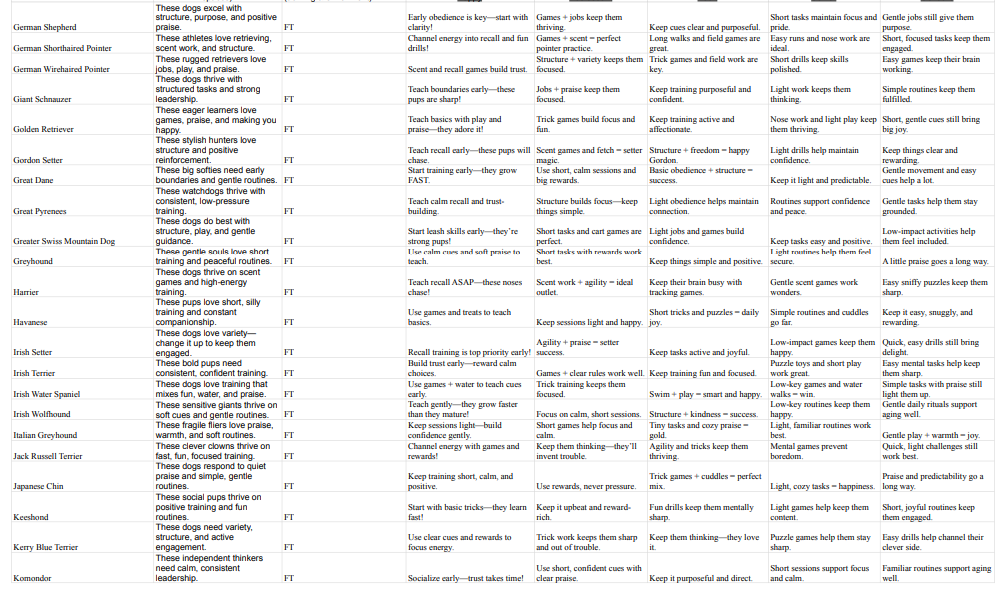 German Shepherd
These dogs excel with
structure, purpose, and positive
praise.
FT
Early obedience is key—start with
clarity!
Games + jobs keep them
thriving.
Keep cues clear and purposeful.
Short tasks maintain focus and
pride.
Gentle jobs still give them
purpose.
German Shorthaired Pointer
These athletes love retrieving,
scent work, and structure.
FT
Channel energy into recall and fun
drills!
Games + scent = perfect
pointer practice.
Long walks and field games are
great.
Easy runs and nose work are
ideal.
Short, focused tasks keep them
engaged.
German Wirehaired Pointer
These rugged retrievers love
jobs, play, and praise.
FT
Scent and recall games build trust.
Structure + variety keeps them
focused.
Trick games and field work are
key.
Short drills keep skills
polished.
Easy games keep their brain
working.
Giant Schnauzer
These dogs thrive with
structured tasks and strong
leadership.
FT
Teach boundaries early—these
pups are sharp!
Jobs + praise keep them
focused.
Keep training purposeful and
confident.
Light work keeps them
thinking.
Simple routines keep them
fulfilled.
Golden Retriever
These eager learners love
games, praise, and making you
happy.
FT
Teach basics with play and
praise—they adore it!
Trick games build focus and
fun.
Keep training active and
affectionate.
Nose work and light play keep
them thriving.
Short, gentle cues still bring
big joy.
Gordon Setter
These stylish hunters love
structure and positive
reinforcement.
FT
Teach recall early—these pups will
chase.
Scent games and fetch = setter
magic.
Structure + freedom = happy
Gordon.
Light drills help maintain
confidence.
Keep things clear and
rewarding.
Great Dane
These big softies need early
boundaries and gentle routines.
FT
Start training early—they grow
FAST.
Use short, calm sessions and
big rewards.
Basic obedience + structure =
success.
Keep it light and predictable.
Gentle movement and easy
cues help a lot.
Great Pyrenees
These watchdogs thrive with
consistent, low-pressure
training.
FT
Teach calm recall and trust-
building.
Structure builds focus—keep
things simple.
Light obedience helps maintain
connection.
Routines support confidence
and peace.
Gentle tasks help them stay
grounded.
Greater Swiss Mountain Dog
These dogs do best with
structure, play, and gentle
guidance.
FT
Start leash skills early—they're
strong pups!
Short tasks and cart games are
perfect.
Light jobs and games build
confidence.
Keep tasks easy and positive.
Low-impact activities help
them feel included.
Greyhound
These gentle souls love short
training and peaceful routines.
FT
Use calm cues and soft praise to
teach.
Short tasks with rewards work
best.
Keep things simple and positive.
Light routines help them feel
secure.
A little praise goes a long way.
Harrier
These dogs thrive on scent
games and high-energy
training.
FT
Teach recall ASAP—these noses
chase!
Scent work + agility = ideal
outlet.
Keep their brain busy with
tracking games.
Gentle scent games work
wonders.
Easy sniffy puzzles keep them
sharp.
Havanese
These pups love short, silly
training and constant
companionship.
FT
Use games and treats to teach
basics.
Keep sessions light and happy.
Short tricks and puzzles = daily
joy.
Simple routines and cuddles
go far.
Keep it easy, snuggly, and
rewarding.
Irish Setter
These dogs love variety—
change it up to keep them
engaged.
FT
Recall training is top priority early!
Agility + praise = setter
success.
Keep tasks active and joyful.
Low-impact games keep them
happy.
Quick, easy drills still bring
delight.
Irish Terrier
These bold pups need
consistent, confident training.
FT
Build trust early—reward calm
choices.
Games + clear rules work well.
Keep training fun and focused.
Puzzle toys and short play
work great.
Easy mental tasks help keep
them sharp.
Irish Water Spaniel
These dogs love training that
mixes fun, water, and praise.
FT
Use games + water to teach cues
early.
Trick training keeps them
focused.
Swim + play = smart and happy.
Low-key games and water
walks = win.
Simple tasks with praise still
light them up.
Irish Wolfhound
These sensitive giants thrive on
soft cues and gentle routines.
FT
Teach gently—they grow faster
than they mature!
Focus on calm, short sessions.
Structure + kindness = success.
Low-key routines keep them
happy.
Gentle daily rituals support
aging well.
Italian Greyhound
These fragile fliers love praise,
warmth, and soft routines.
FT
Keep sessions light—build
confidence gently.
Short games help focus and
calm.
Tiny tasks and cozy praise =
gold.
Light, familiar routines work
best.
Gentle play + warmth = joy.
Jack Russell Terrier
These clever clowns thrive on
fast, fun, focused training.
FT
Channel energy with games and
rewards!
Keep them thinking—they'll
invent trouble.
Agility and tricks keep them
thriving.
Mental games prevent
boredom.
Quick, light challenges still
work best.
Japanese Chin
These dogs respond to quiet
praise and simple, gentle
routines.
FT
Keep training short, calm, and
positive.
Use rewards, never pressure.
Trick games + cuddles = perfect
mix.
Light, cozy tasks = happiness.
Praise and predictability go a
long way.
Keeshond
These social pups thrive on
positive training and fun
routines.
FT
Start with basic tricks—they learn
fast!
Keep it upbeat and reward-
rich.
Fun drills keep them mentally
sharp.
Light games help keep them
content.
Short, joyful routines keep
them engaged.
Kerry Blue Terrier
These dogs need variety,
structure, and active
engagement.
FT
Use clear cues and rewards to
focus energy.
Trick work keeps them sharp
and out of trouble.
Keep them thinking—they love
it.
Puzzle games help them stay
sharp.
Easy drills help channel their
clever side.
Komondor
These independent thinkers
need calm, consistent
leadership.
FT
Socialize early—trust takes time!
Use short, confident cues with
clear praise.
Keep it purposeful and direct.
Short sessions support focus
and calm.
Familiar routines support aging
well.